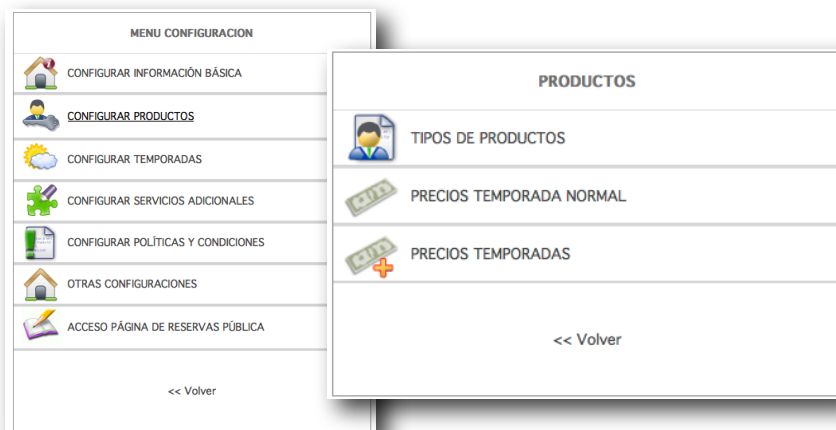 MENU CONFIGURACION
CONFIGURAR INFORMACIÓN BÁSICA
CONFIGURAR PRODUCTOS
CONFIGURAR TEMPORADAS
CONFIGURAR SERVICIOS ADICIONALES
CONFIGURAR POLÍTICAS Y CONDICIONES
OTRAS CONFIGURACIONES
ACCESO PÁGINA DE RESERVAS PÚBLICA
<< Volver
PRODUCTOS
TIPOS DE PRODUCTOS
PRECIOS TEMPORADA NORMAL
PRECIOS TEMPORADAS
<< Volver